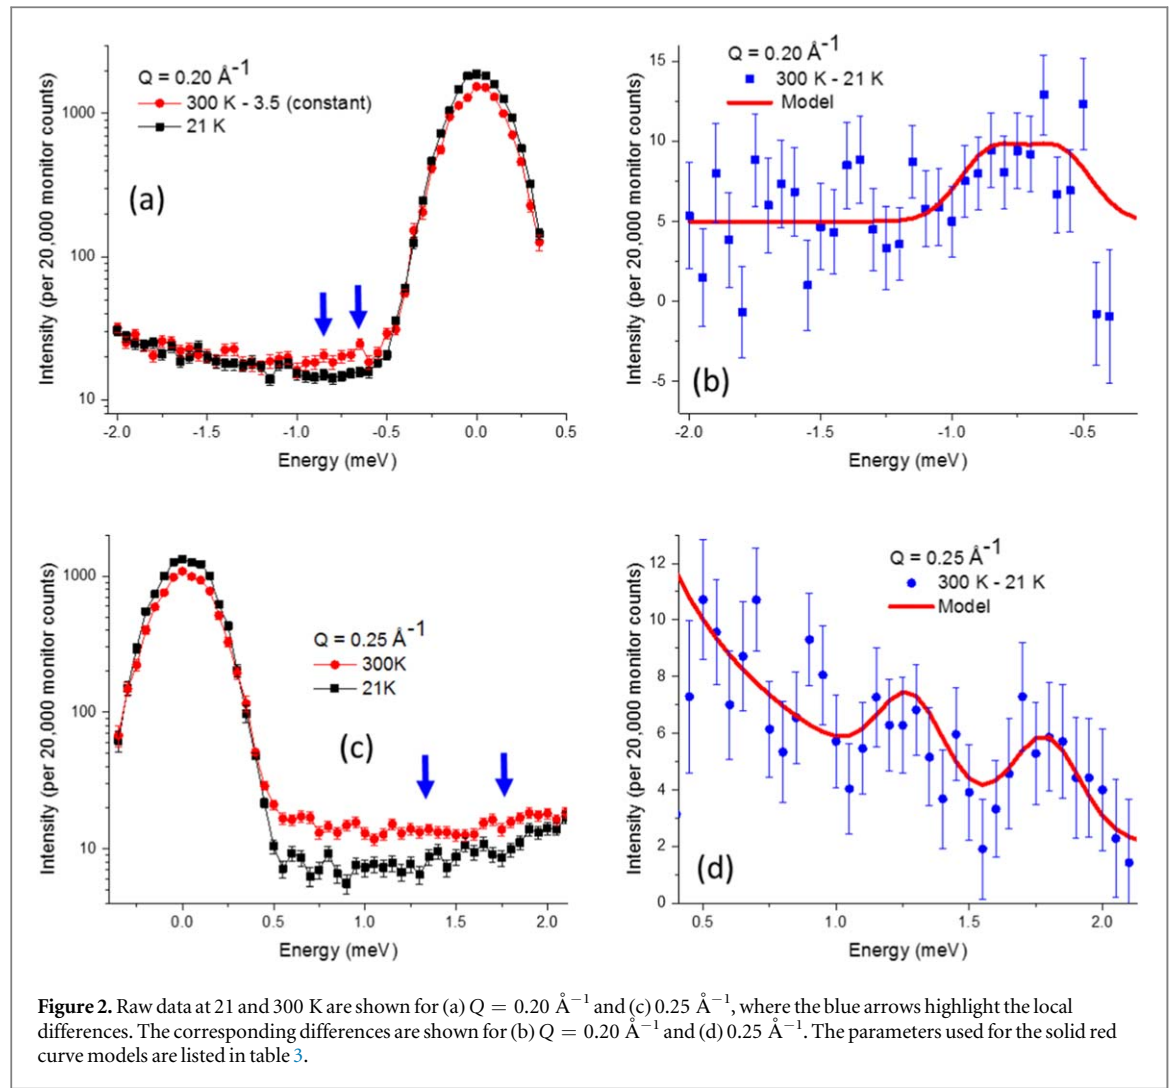 Q = 0.20 Å-1
300 K - 3.5 (constant)
21 K
(a)
Intensity (per 20,000 monitor counts)
1000
100
10
-2.0 -1.5 -1.0 -0.5 0.0 0.5
Energy (meV)
Q = 0.20 Å-1
300 K - 21 K
Model
(b)
Intensity (per 20,000 monitor counts)
15
10
5
0
-5
-2.0 -1.5 -1.0 -0.5
Energy (meV)
Q = 0.25 Å-1
300K
21K
(c)
Intensity (per 20,000 monitor counts)
1000
100
10
0.0 0.5 1.0 1.5 2.0
Energy (meV)
Q = 0.25 Å-1
300 K - 21 K
Model
(d)
Intensity (per 20,000 monitor counts)
12
10
8
6
4
2
0
0.5 1.0 1.5 2.0
Energy (meV)
Figure 2. Raw data at 21 and 300 K are shown for (a) Q = 0.20 Å−1 and (c) 0.25 Å−1, where the blue arrows highlight the local
differences. The corresponding differences are shown for (b) Q = 0.20 Å−1 and (d) 0.25 Å−1. The parameters used for the solid red
curve models are listed in table 3.